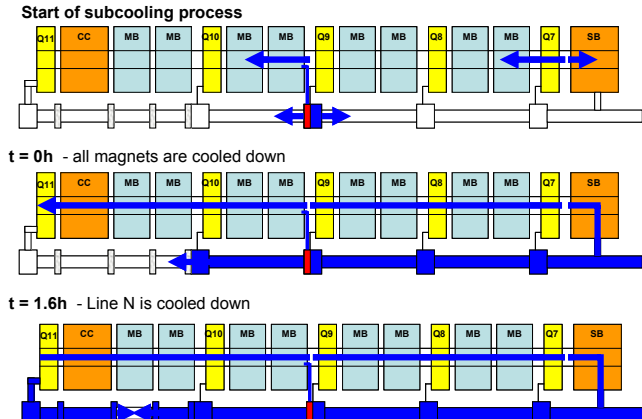 Start of subcooling process
Q11 CC MB MB Q10 MB MB Q9 MB MB Q8 MB MB Q7 SB
t = 0h - all magnets are cooled down
Q11 CC MB MB Q10 MB MB Q9 MB MB Q8 MB MB Q7 SB
t = 1.6h - Line N is cooled down
Q11 CC MB MB Q10 MB MB Q9 MB MB Q8 MB MB Q7 SB